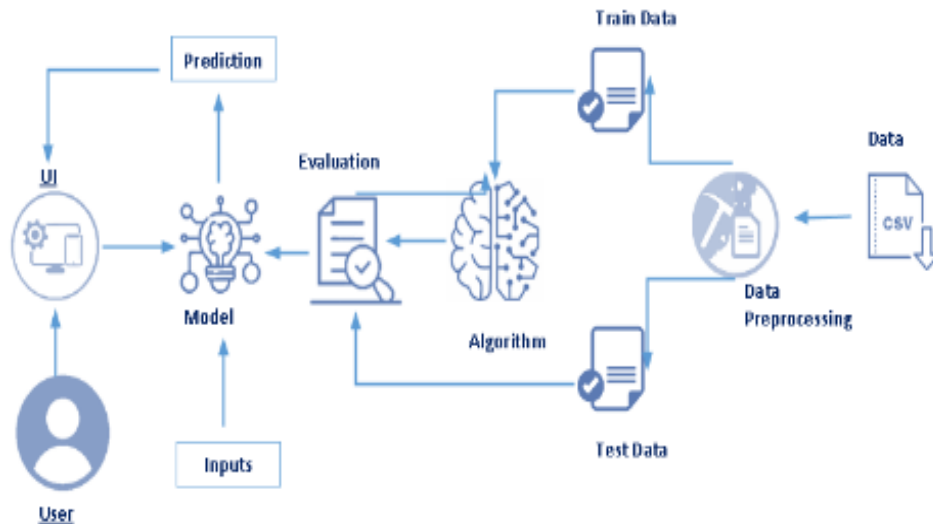 Train Data
Prediction
Data
Evaluation
UI
CSV
Model
Data
Preprocessing
Algorithm
Inputs
Test Data
User